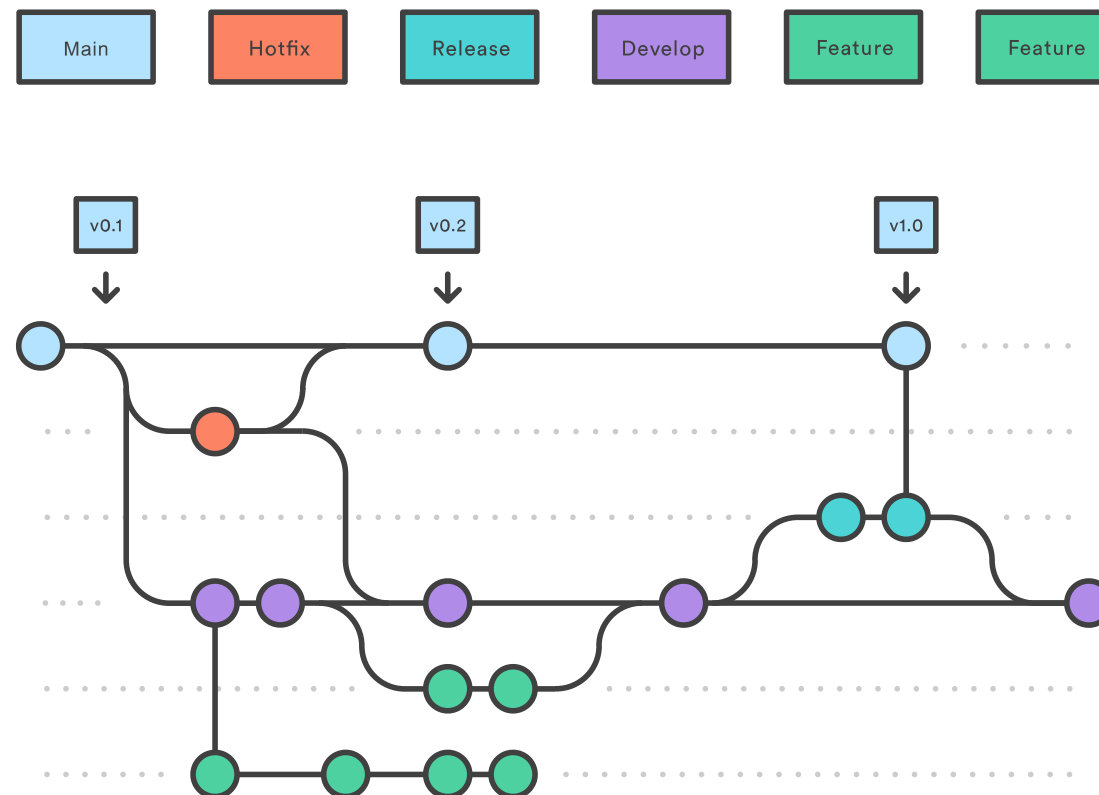 Main
Hotfix
Release
Develop
Feature
Feature
v0.1
v0.2
v1.0